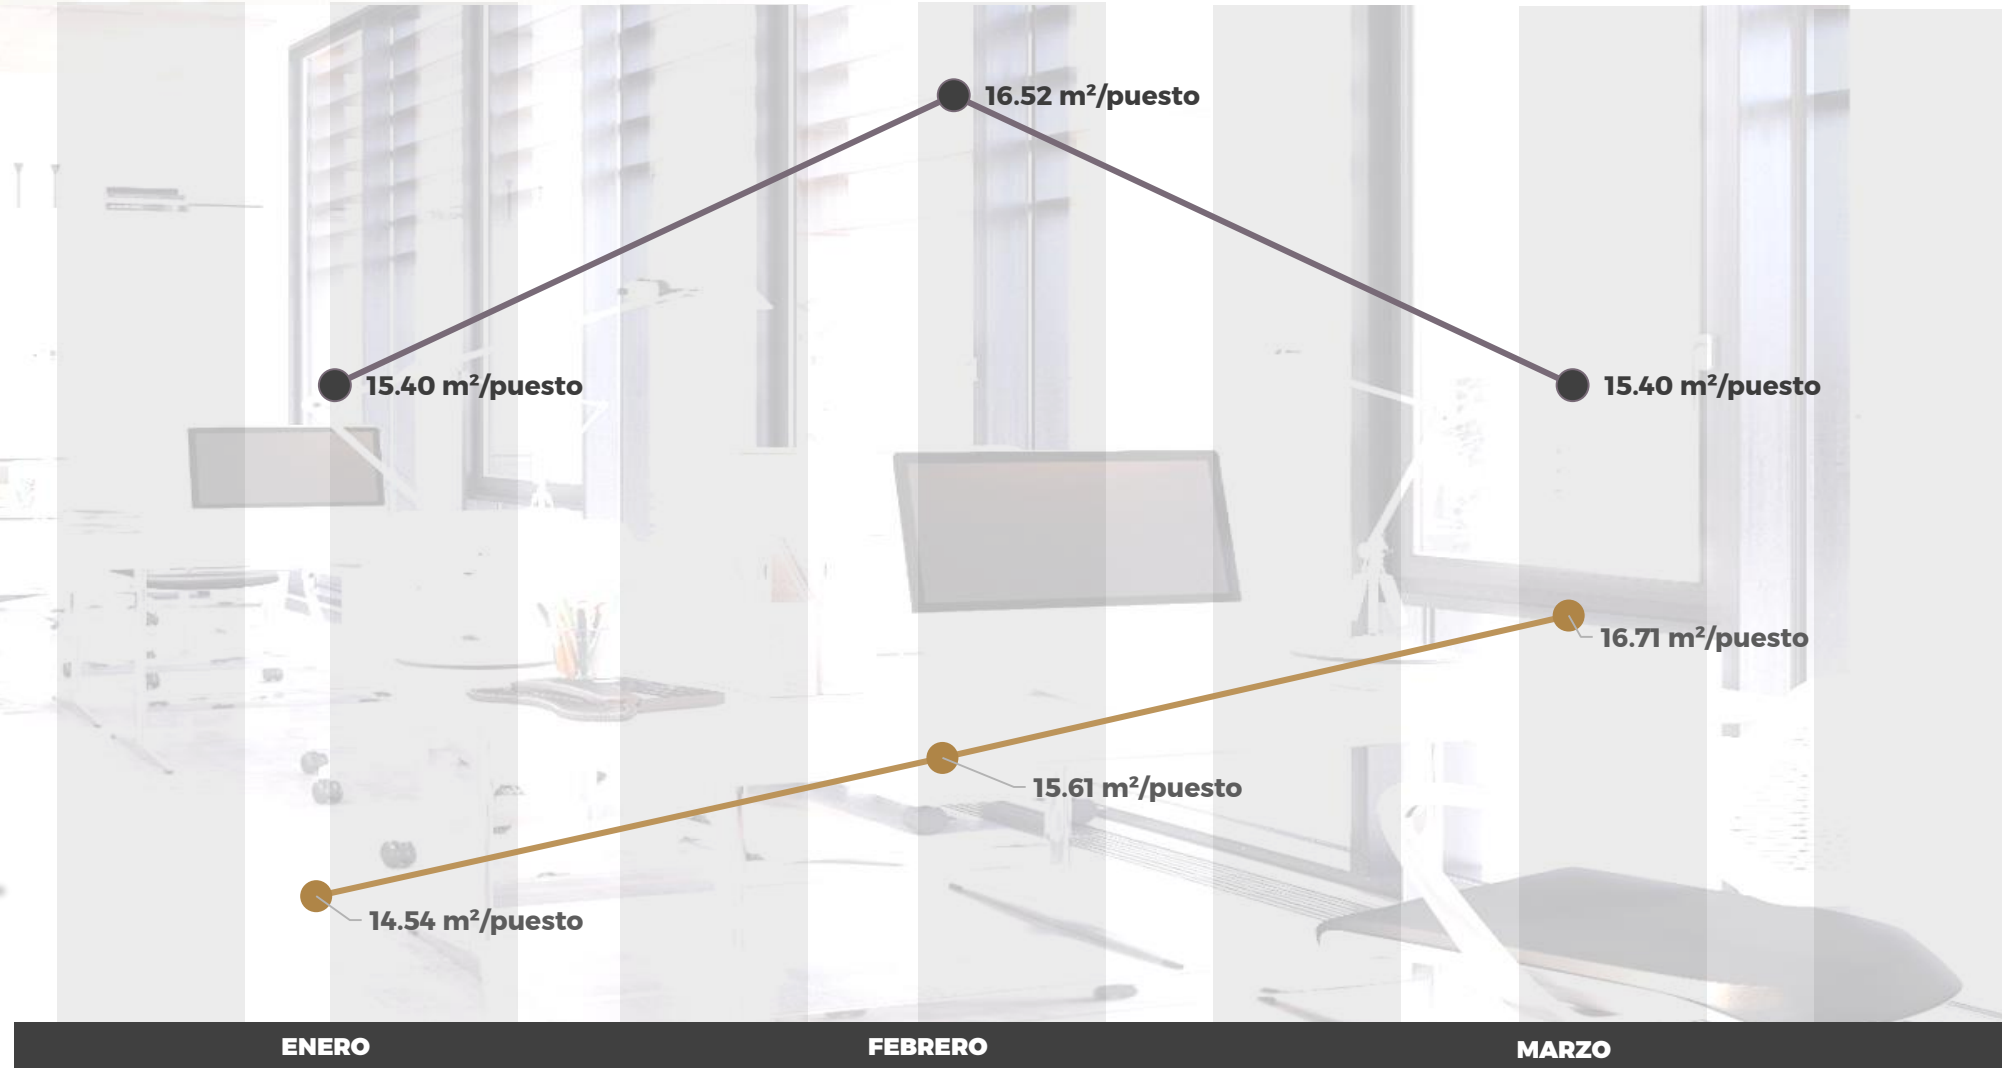 16.52 m²/puesto
15.40 m²/puesto
15.40 m²/puesto
16.71 m²/puesto
15.61 m²/puesto
14.54 m²/puesto
ENERO
FEBRERO
MARZO